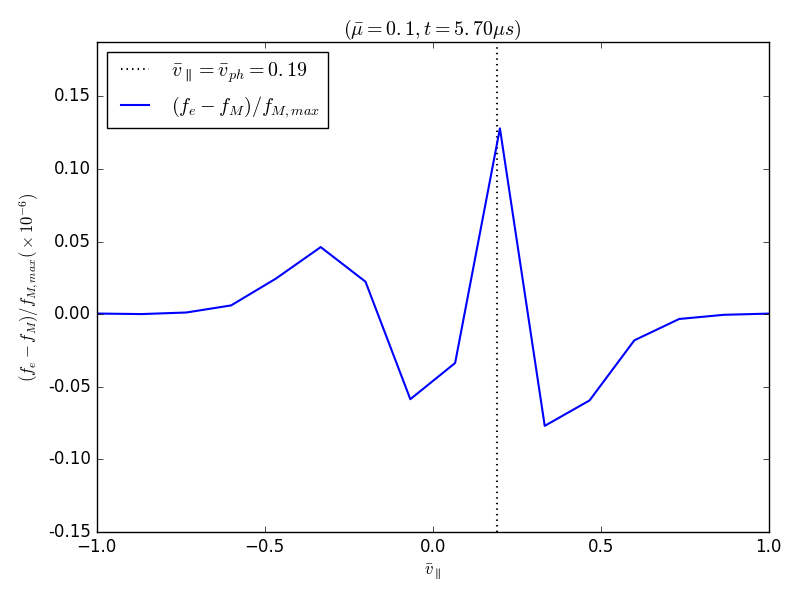 (μ̄ = 0.1, t = 5.70μs)
v̄∥ = v̄ph = 0.19
(fe − fM)/fM,max
0.15
0.10
0.05
0.00
-0.05
-0.10
-0.15
(fe − fM)/fM,max(×10⁻⁶)
−1.0 −0.5 0.0 0.5 1.0
v̄∥